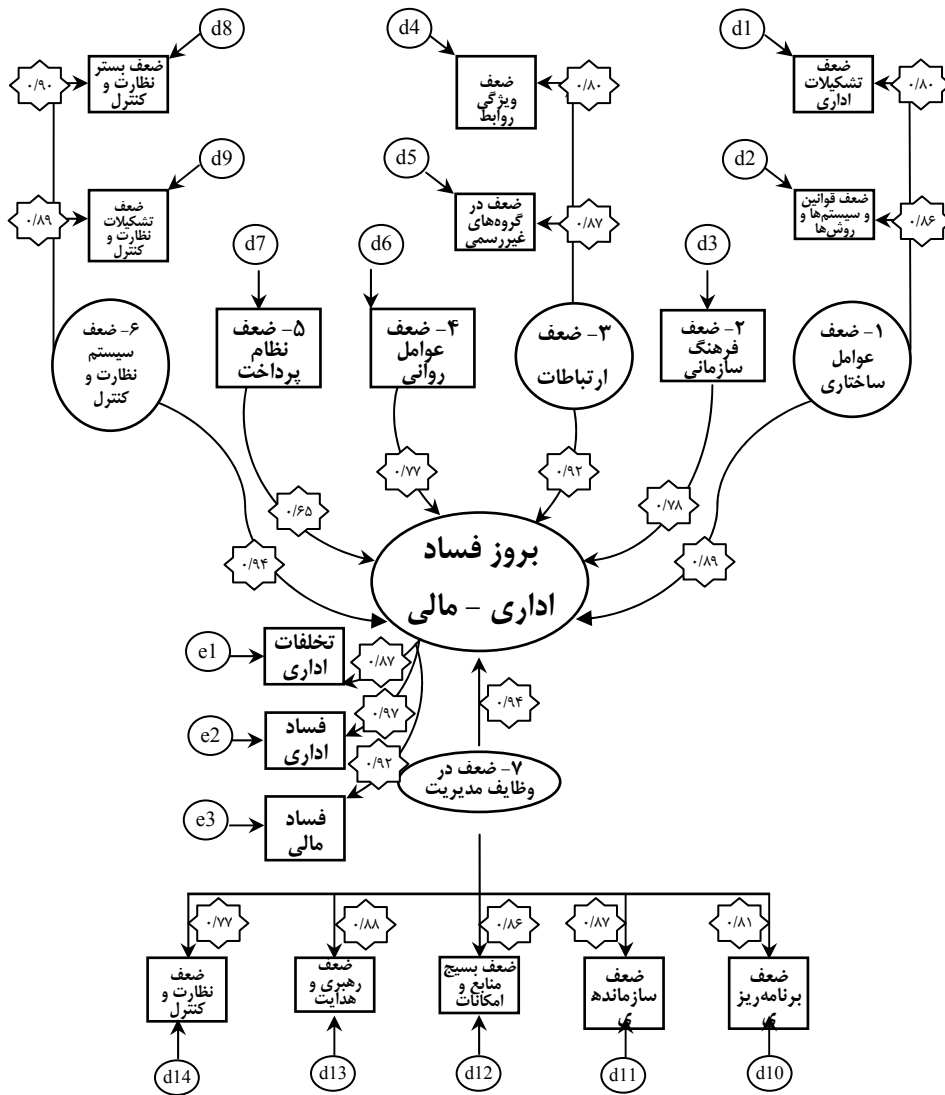 d1
d4
d8
ضعف
تشکیلات
اداری
۰/۸۰
ضعف
ویژگی
روابط
۰/۸۰
ضعف بستر
نظارت و
کنترل
۰/۹۰
d2
d5
d9
ضعف قوانین
و سیستم‌ها و
روش‌ها
۰/۸۶
ضعف در
گروه‌های
غیررسمی
۰/۸۷
ضعف
تشکیلات
نظارت و
کنترل
۰/۸۹
d3
d6
d7
۱- ضعف
عوامل
ساختاری
۲- ضعف
فرهنگ
سازمانی
۳- ضعف
ارتباطات
۴- ضعف
عوامل
روانی
۵- ضعف
نظام
پرداخت
۶- ضعف
سیستم
نظارت و
کنترل
۰/۸۹
۰/۷۸
۰/۹۲
۰/۷۷
۰/۶۵
۰/۹۴
بروز فساد
اداری - مالی
تخلفات
اداری
e1
۰/۸۷
فساد
اداری
e2
۰/۹۷
فساد
مالی
e3
۰/۹۲
۰/۹۴
۷- ضعف در
وظایف مدیریت
۰/۸۱
۰/۸۷
۰/۸۶
۰/۸۸
۰/۷۷
ضعف
برنامه‌ریز
ی
ضعف
سازمانده
ی
ضعف بسیج
منابع و
امکانات
ضعف
رهبری و
هدایت
ضعف
نظارت و
کنترل
d10
d11
d12
d13
d14